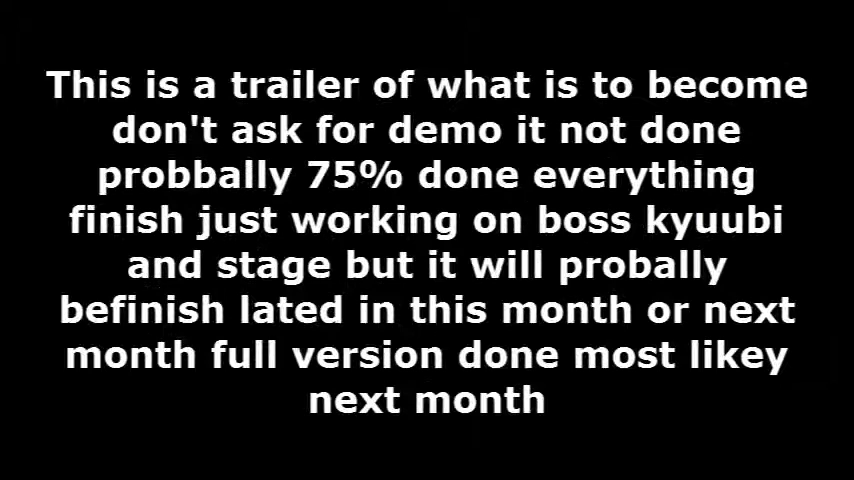 This is a trailer of what is to become
don't ask for demo it not done
probbally 75% done everything
finish just working on boss kyuubi
and stage but it will probally
befinish lated in this month or next
month full version done most likey
next month